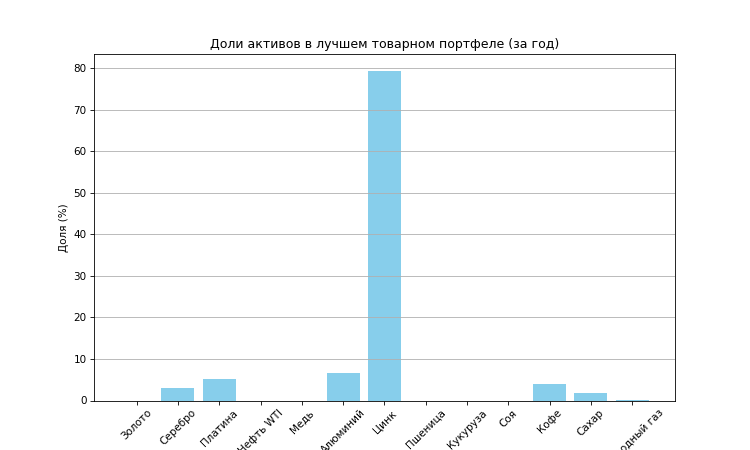 Доли активов в лучшем товарном портфеле (за год)
Доля (%)
80
70
60
50
40
30
20
10
0
Золото
Серебро
Платина
Нефть WTI
Медь
Алюминий
Цинк
Пшеница
Кукуруза
Соя
Кофе
Сахар
газ